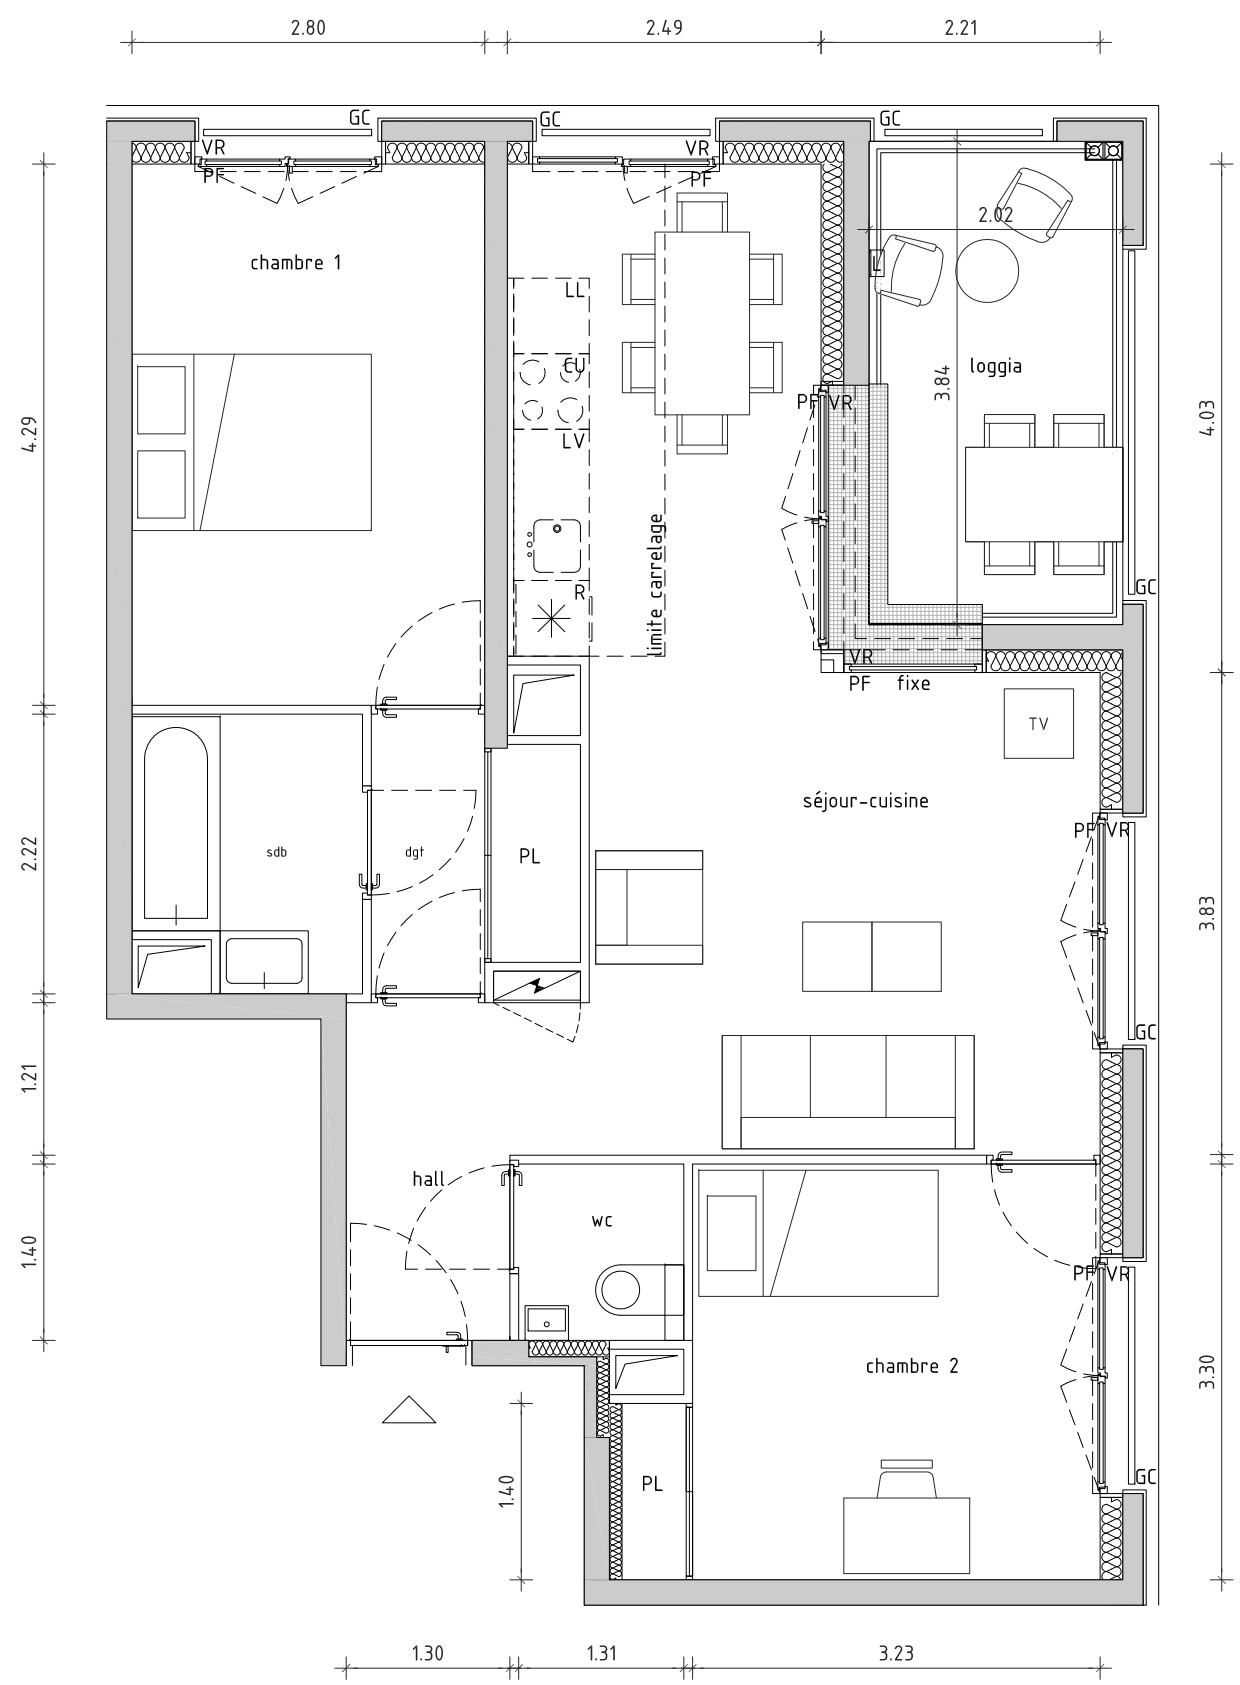 2.80 2.49 2.21
GC GC GC
VR VR
PF PF
2.02
chambre 1
L
LL
CU
loggia
3.84
4.29
4.03
PF VR
LV
limite carrelage
R
GC
VR
PF fixe
TV
séjour-cuisine
PF VR
sdb dgt PL
2.22
3.83
GC
1.21
hall
wc
1.40
PF VR
chambre 2
3.30
GC
PL
1.40
1.30 1.31 3.23